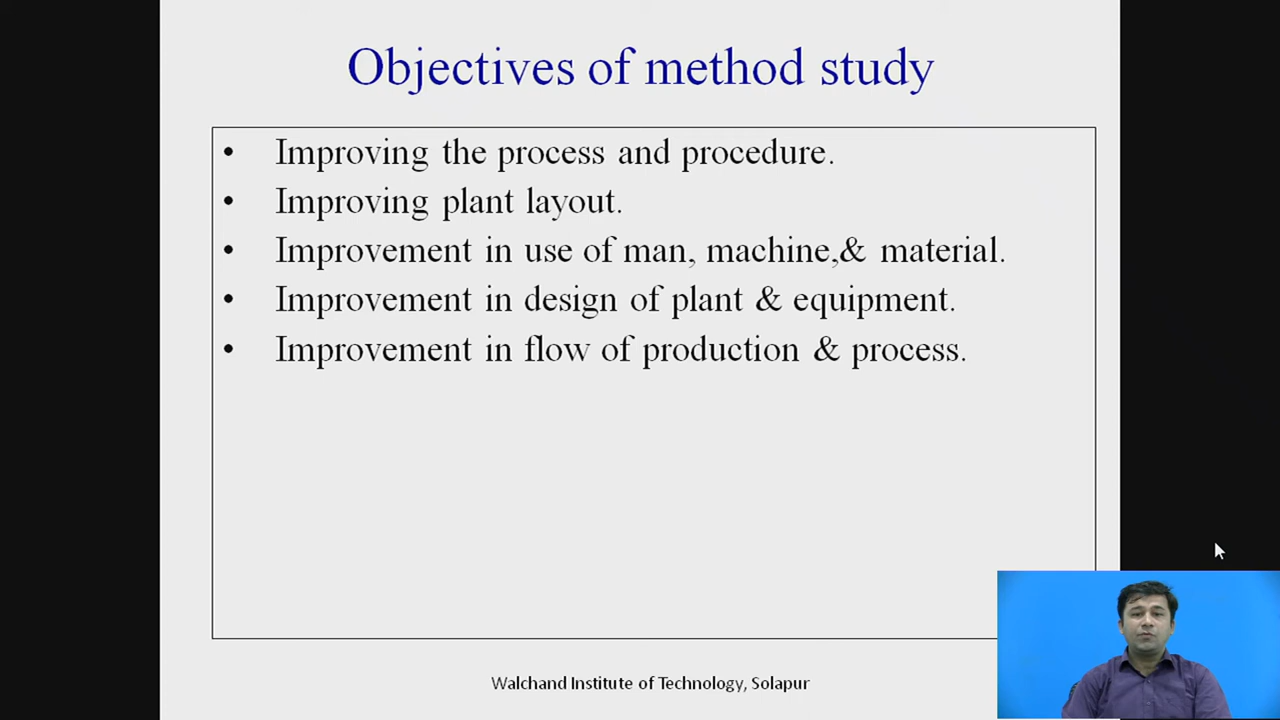 Objectives of method study
• Improving the process and procedure.
• Improving plant layout.
• Improvement in use of man, machine,& material.
• Improvement in design of plant & equipment.
• Improvement in flow of production & process.
Walchand Institute of Technology, Solapur